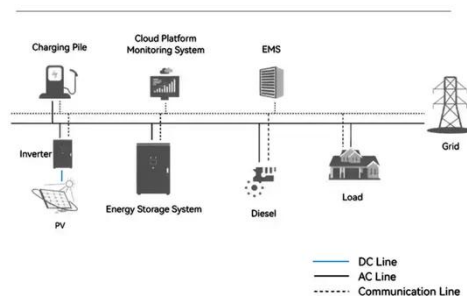 Charging Pile
Cloud Platform
Monitoring System
EMS
Grid
Inverter
PV
Energy Storage System
Diesel
Load
DC Line
AC Line
Communication Line